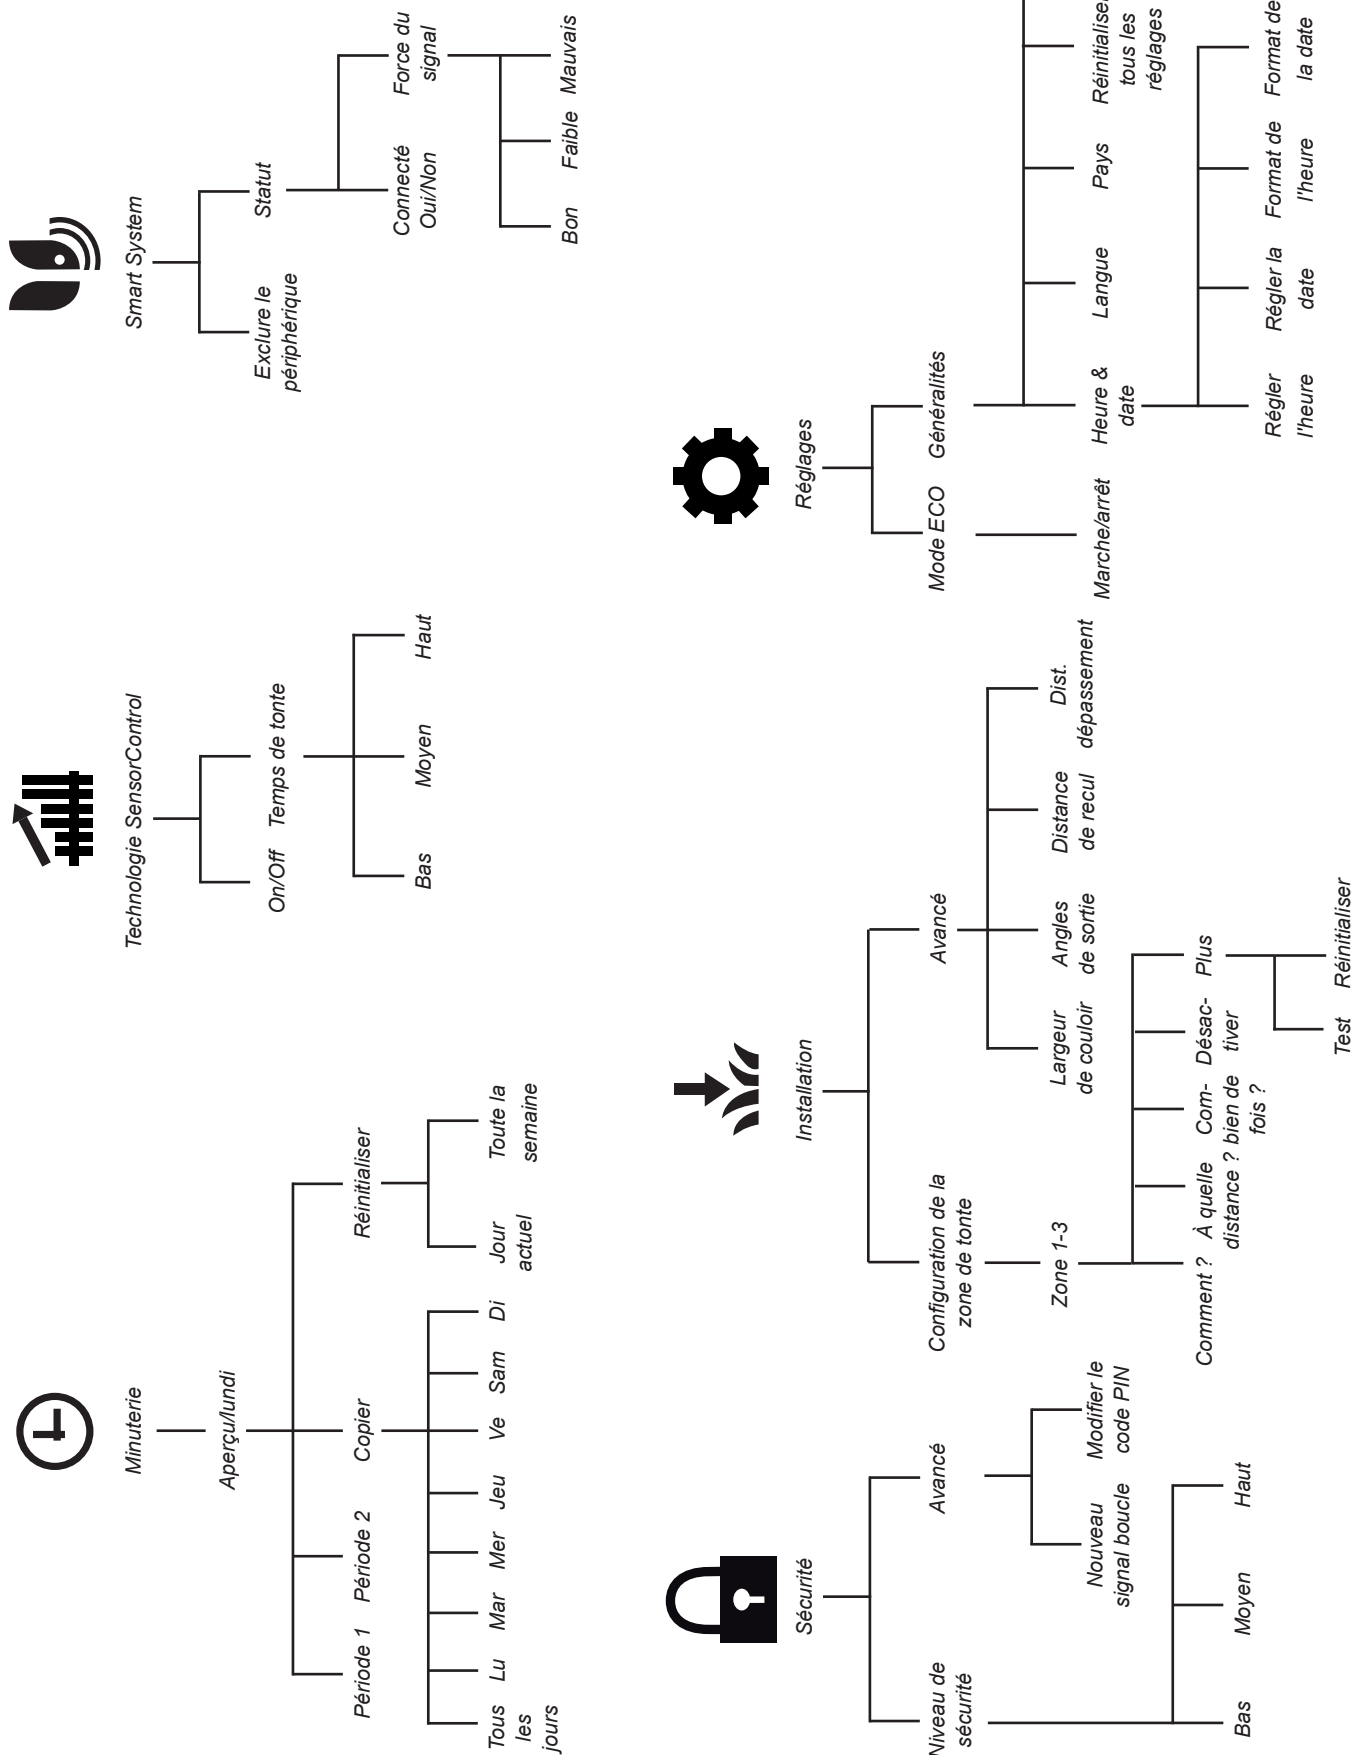 Minuterie
Aperçu/lundi
Période 1
Période 2
Copier
Réinitialiser
Tous
les
jours
Lu
Mar
Mer
Jeu
Ve
Sam
Di
Jour
actuel
Toute la
semaine
Technologie SensorControl
On/Off
Temps de tonte
Bas
Moyen
Haut
Smart System
Exclure le
périphérique
Statut
Connecté
Oui/Non
Force du
signal
Bon
Faible
Mauvais
Sécurité
Niveau de
sécurité
Avancé
Nouveau
signal boucle
Modifier le
code PIN
Bas
Moyen
Haut
Installation
Configuration de la
zone de tonte
Avancé
Zone 1-3
Largeur
de couloir
Angles
de sortie
Distance
de recul
Dist.
dépassement
Comment ?
À quelle
distance ?
Com-
bien de
fois ?
Désac-
tiver
Plus
Test
Réinitialiser
Réglages
Mode ECO
Généralités
Marche/arrêt
Heure &
date
Langue
Pays
Réinitialiser
tous les
réglages
Régler
l'heure
Régler la
date
Format de
l'heure
Format de
la date